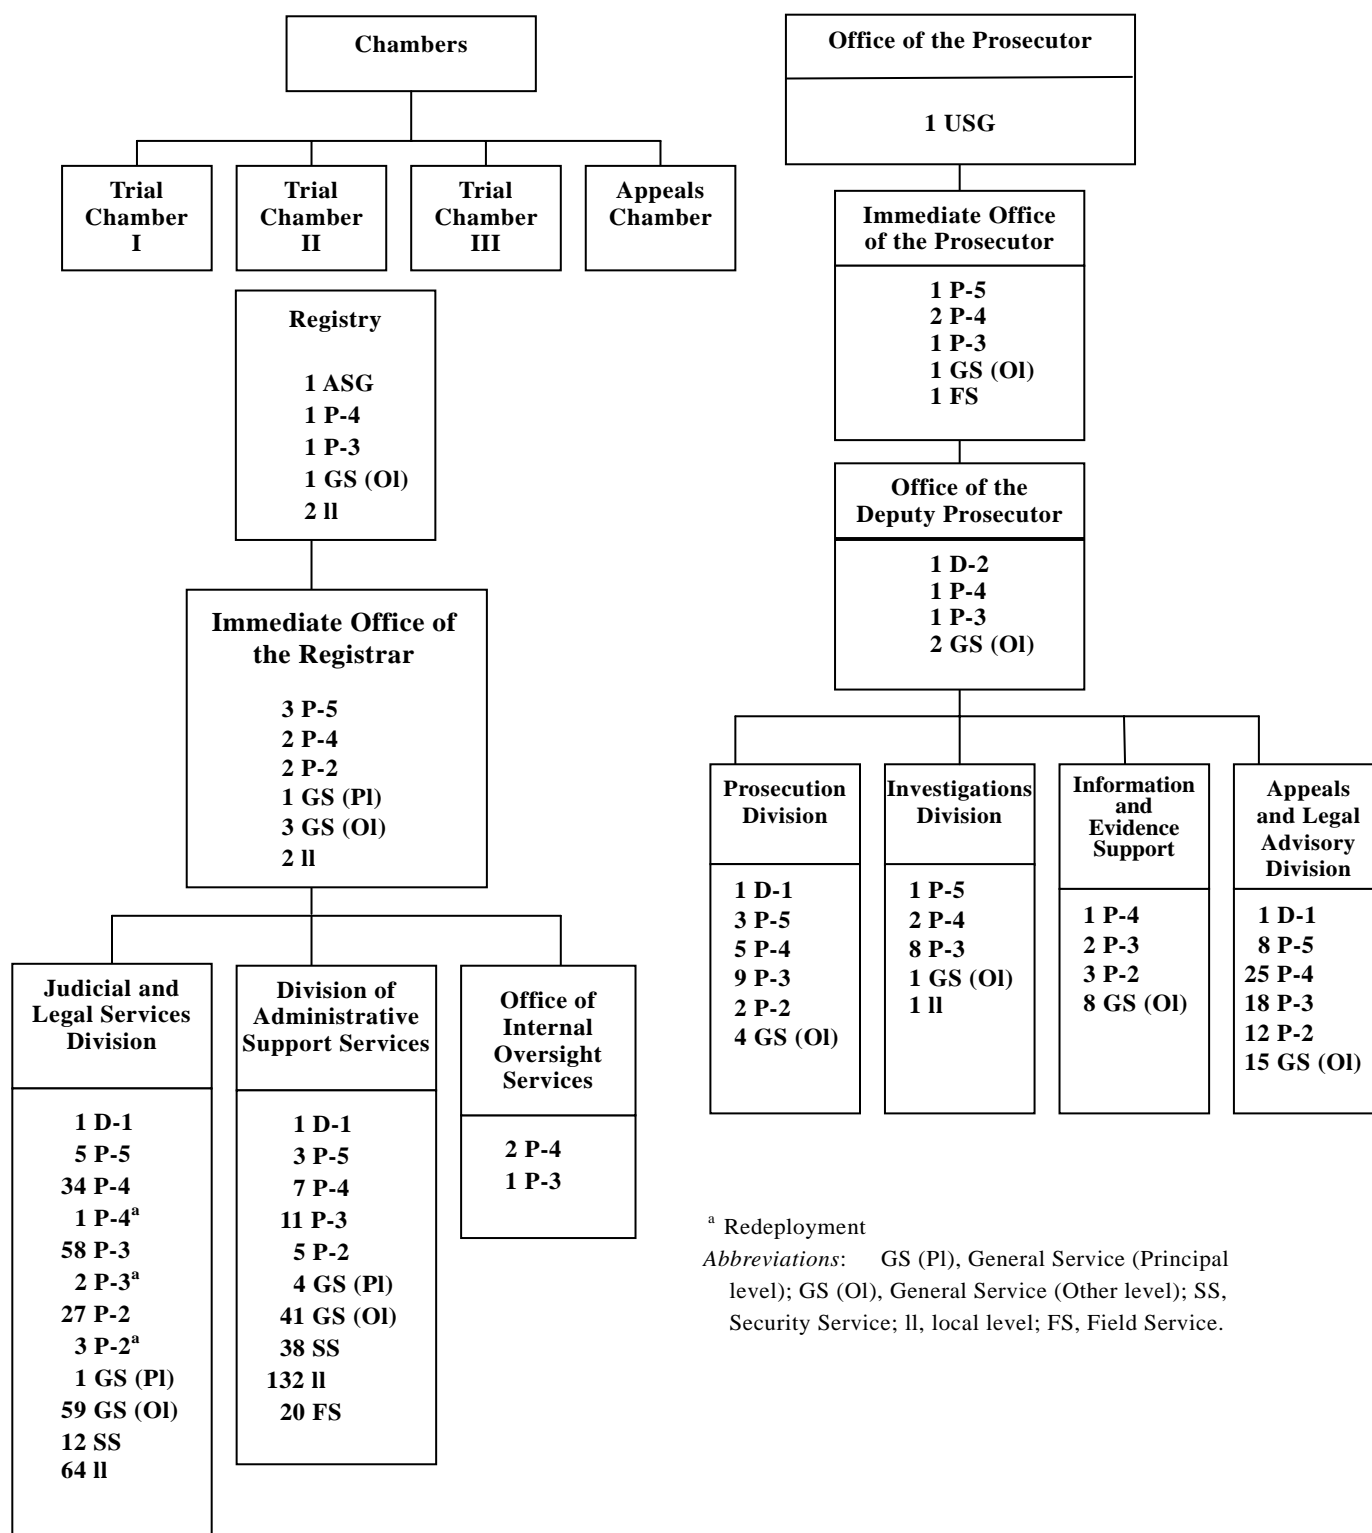 Chambers
Trial
Chamber
I
Trial
Chamber
II
Trial
Chamber
III
Appeals
Chamber
Registry
1 ASG
1 P-4
1 P-3
1 GS (Ol)
2 ll
Immediate Office of
the Registrar
3 P-5
2 P-4
2 P-2
1 GS (Pl)
3 GS (Ol)
2 ll
Judicial and
Legal Services
Division
1 D-1
5 P-5
34 P-4
1 P-4ᵃ
58 P-3
2 P-3ᵃ
27 P-2
3 P-2ᵃ
1 GS (Pl)
59 GS (Ol)
12 SS
64 ll
Division of
Administrative
Support Services
1 D-1
3 P-5
7 P-4
11 P-3
5 P-2
4 GS (Pl)
41 GS (Ol)
38 SS
132 ll
20 FS
Office of
Internal
Oversight
Services
2 P-4
1 P-3
Office of the Prosecutor
1 USG
Immediate Office
of the Prosecutor
1 P-5
2 P-4
1 P-3
1 GS (Ol)
1 FS
Office of the
Deputy Prosecutor
1 D-2
1 P-4
1 P-3
2 GS (Ol)
Prosecution
Division
1 D-1
3 P-5
5 P-4
9 P-3
2 P-2
4 GS (Ol)
Investigations
Division
1 P-5
2 P-4
8 P-3
1 GS (Ol)
1 ll
Information
and
Evidence
Support
1 P-4
2 P-3
3 P-2
8 GS (Ol)
Appeals
and Legal
Advisory
Division
1 D-1
8 P-5
25 P-4
18 P-3
12 P-2
15 GS (Ol)
ᵃ Redeployment
Abbreviations: GS (Pl), General Service (Principal
level); GS (Ol), General Service (Other level); SS,
Security Service; ll, local level; FS, Field Service.